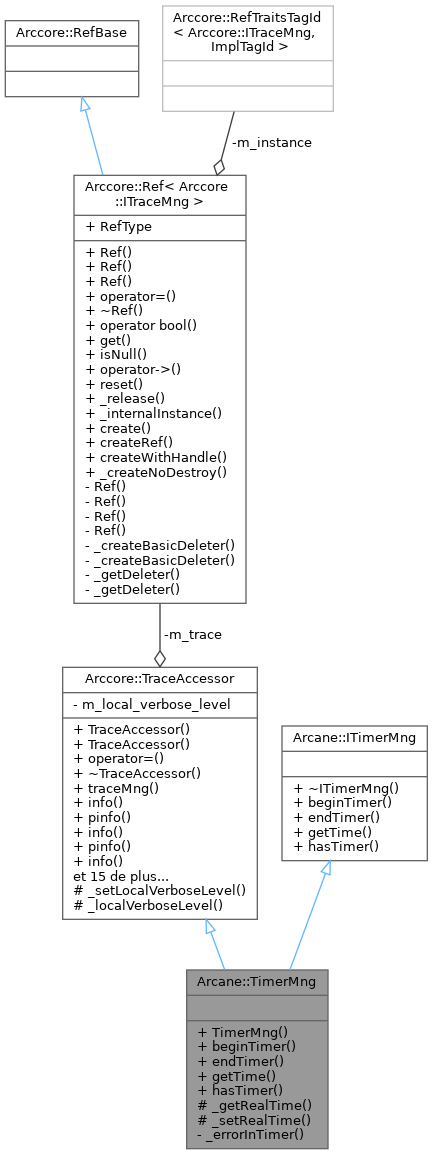 Arccore::RefBase
Arccore::RefTraitsTagId
< Arccore::ITraceMng,
ImplTagId >
-m_instance
Arccore::Ref< Arccore
::ITraceMng >
+ RefType
+ Ref()
+ Ref()
+ Ref()
+ operator=()
+ ~Ref()
+ operator bool()
+ get()
+ isNull()
+ operator->()
+ reset()
+ _release()
+ _internalInstance()
+ create()
+ createRef()
+ createWithHandle()
+ _createNoDestroy()
- Ref()
- Ref()
- Ref()
- Ref()
- _createBasicDeleter()
- _createBasicDeleter()
- _getDeleter()
- _getDeleter()
-m_trace
Arccore::TraceAccessor
- m_local_verbose_level
+ TraceAccessor()
+ TraceAccessor()
+ operator=()
+ ~TraceAccessor()
+ traceMng()
+ info()
+ pinfo()
+ info()
+ pinfo()
+ info()
et 15 de plus...
# _setLocalVerboseLevel()
# _localVerboseLevel()
Arcane::ITimerMng
+ ~ITimerMng()
+ beginTimer()
+ endTimer()
+ getTime()
+ hasTimer()
Arcane::TimerMng
+ TimerMng()
+ beginTimer()
+ endTimer()
+ getTime()
+ hasTimer()
# _getRealTime()
# _setRealTime()
- _errorInTimer()